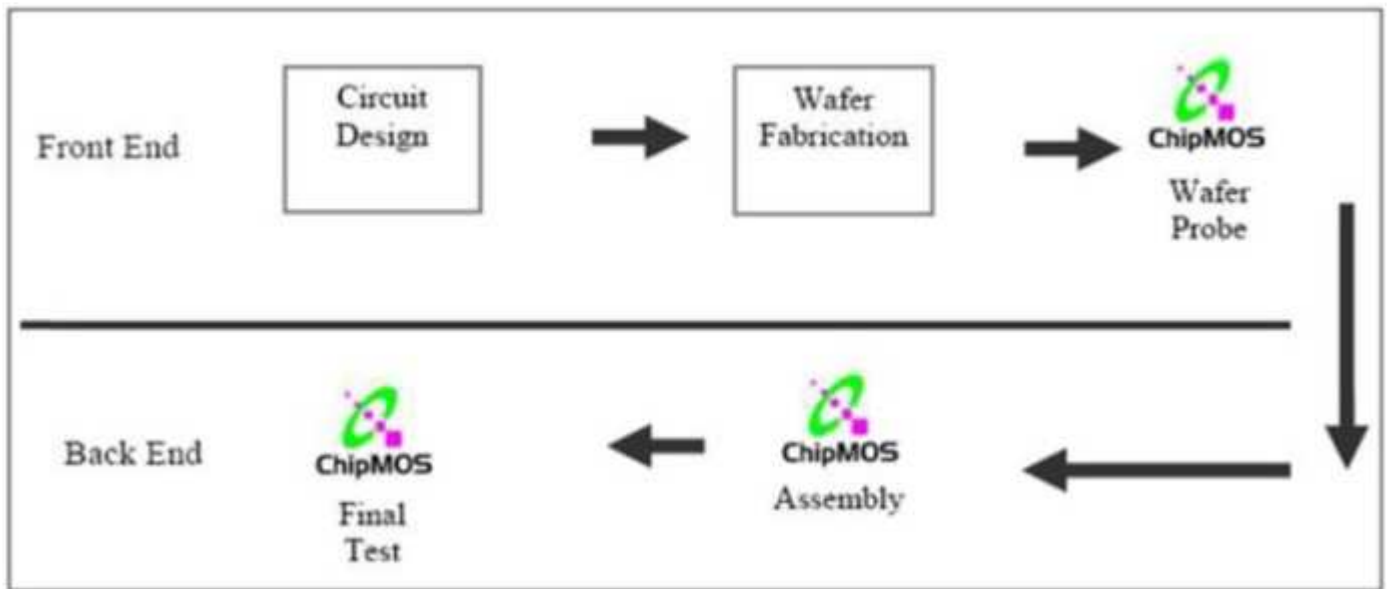 Front End
Circuit
Design
Wafer
Fabrication
ChipMOS
Wafer
Probe
Back End
ChipMOS
Final
Test
ChipMOS
Assembly